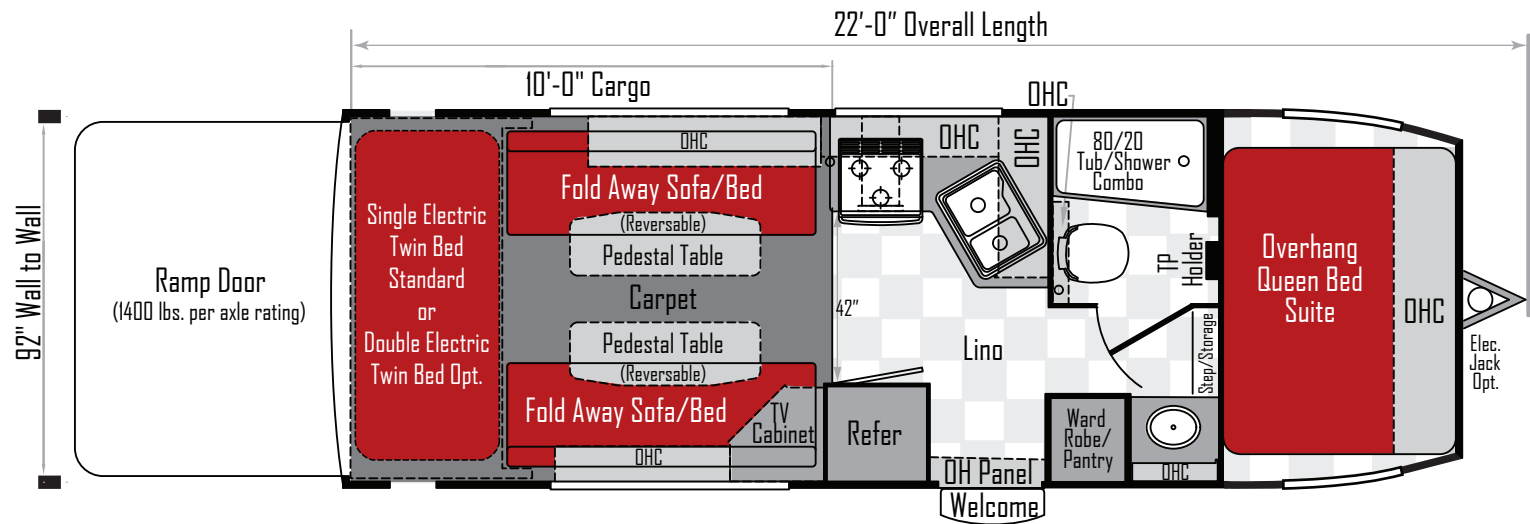 22'-0" Overall Length
10'-0" Cargo
92" Wall to Wall
Ramp Door
(1400 lbs. per axle rating)
Single Electric
Twin Bed
Standard
or
Double Electric
Twin Bed Opt.
OHC
Fold Away Sofa/Bed
(Reversable)
Pedestal Table
Carpet
Pedestal Table
(Reversable)
Fold Away Sofa/Bed
OHC
TV
Cabinet
42"
OHC
OHC
OHC
80/20
Tub/Shower
Combo
TP
Holder
Lino
Step/Storage
Refer
OH Panel
Welcome
Ward
Robe/
Pantry
OHC
Overhang
Queen Bed
Suite
OHC
Elec.
Jack
Opt.